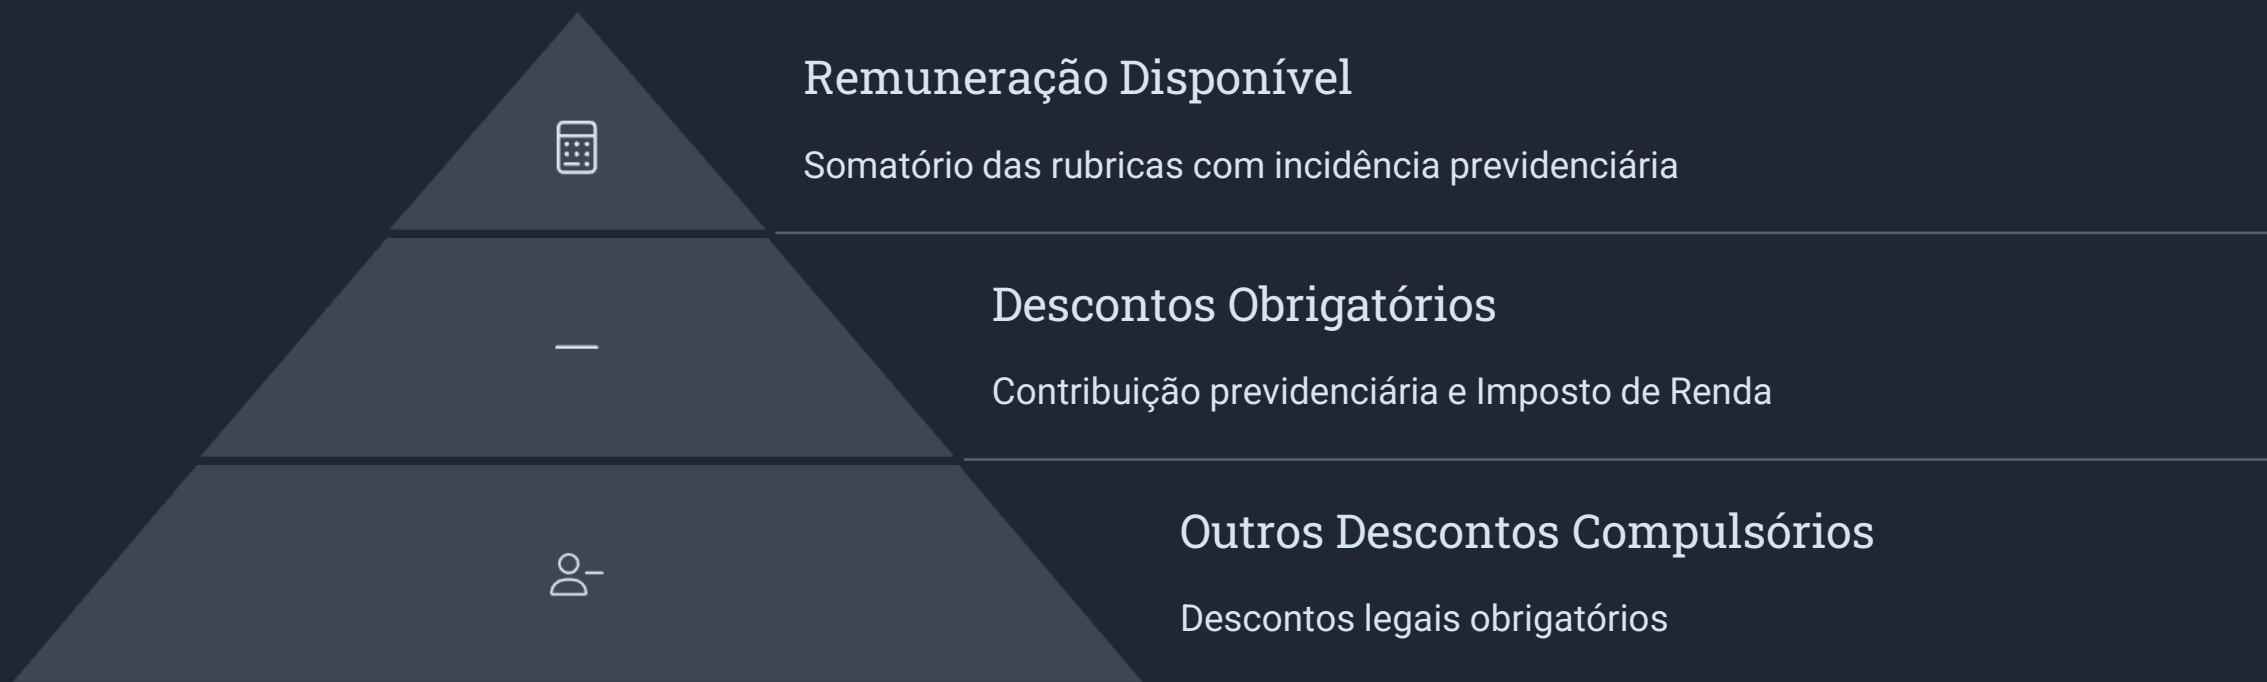 Remuneração Disponível
Somatório das rubricas com incidência previdenciária
Descontos Obrigatórios
Contribuição previdenciária e Imposto de Renda
Outros Descontos Compulsórios
Descontos legais obrigatórios